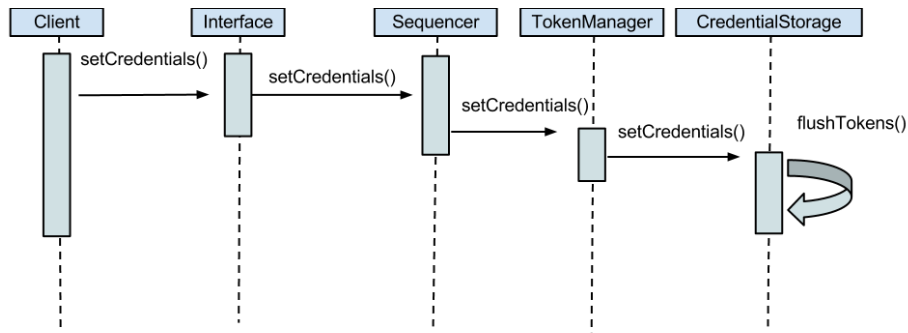 Client
Interface
Sequencer
TokenManager
CredentialStorage
setCredentials()
setCredentials()
setCredentials()
setCredentials()
flushTokens()